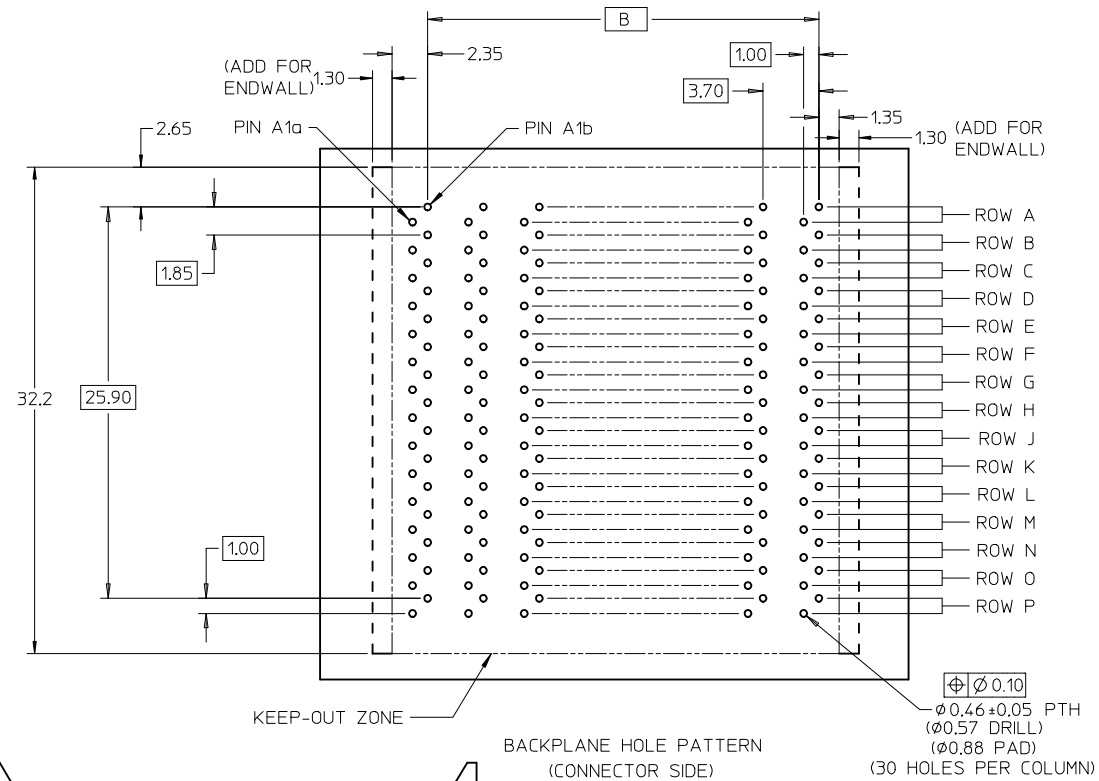 B
2.35
1.00
(ADD FOR
ENDWALL)
1.30
3.70
1.35
2.65
PIN A1a
PIN A1b
1.30
(ADD FOR
ENDWALL)
ROW A
ROW B
1.85
ROW C
ROW D
ROW E
ROW F
32.2
25.90
ROW G
ROW H
ROW J
ROW K
ROW L
ROW M
1.00
ROW N
ROW O
ROW P
KEEP-OUT ZONE
⌖ Ø 0.10
Ø0.46±0.05 PTH
(Ø0.57 DRILL)
(Ø0.88 PAD)
(30 HOLES PER COLUMN)
BACKPLANE HOLE PATTERN
(CONNECTOR SIDE)